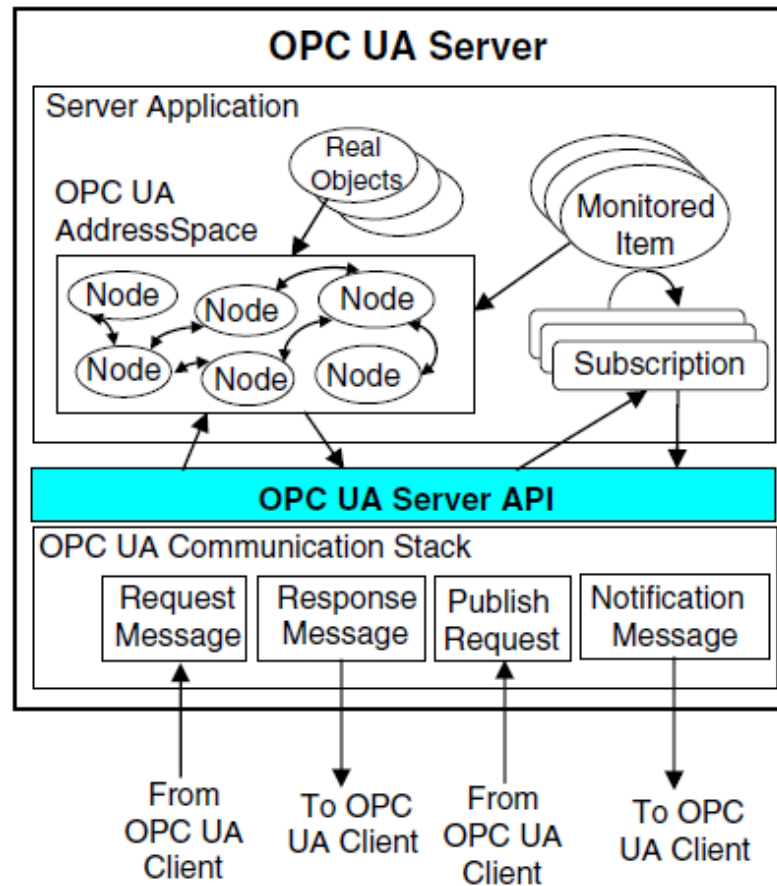 OPC UA Server
Server Application
Real
Objects
OPC UA
AddressSpace
Monitored
Item
Node
Node
Node
Node
Node
Node
Subscription
OPC UA Server API
OPC UA Communication Stack
Request
Message
Response
Message
Publish
Request
Notification
Message
From
OPC UA
Client
To OPC
UA Client
From
OPC UA
Client
To OPC
UA Client